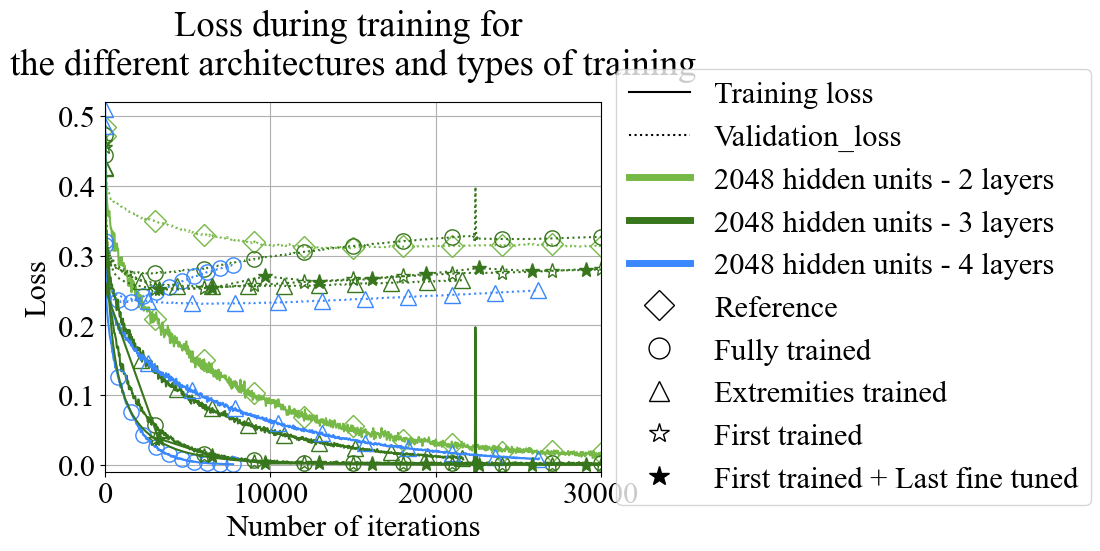 Loss during training for
the different architectures and types of training
0.5
0.4
0.3
0.2
0.1
0.0
Loss
0
10000
20000
30000
Number of iterations
Training loss
Validation_loss
2048 hidden units - 2 layers
2048 hidden units - 3 layers
2048 hidden units - 4 layers
Reference
Fully trained
Extremities trained
First trained
First trained + Last fine tuned